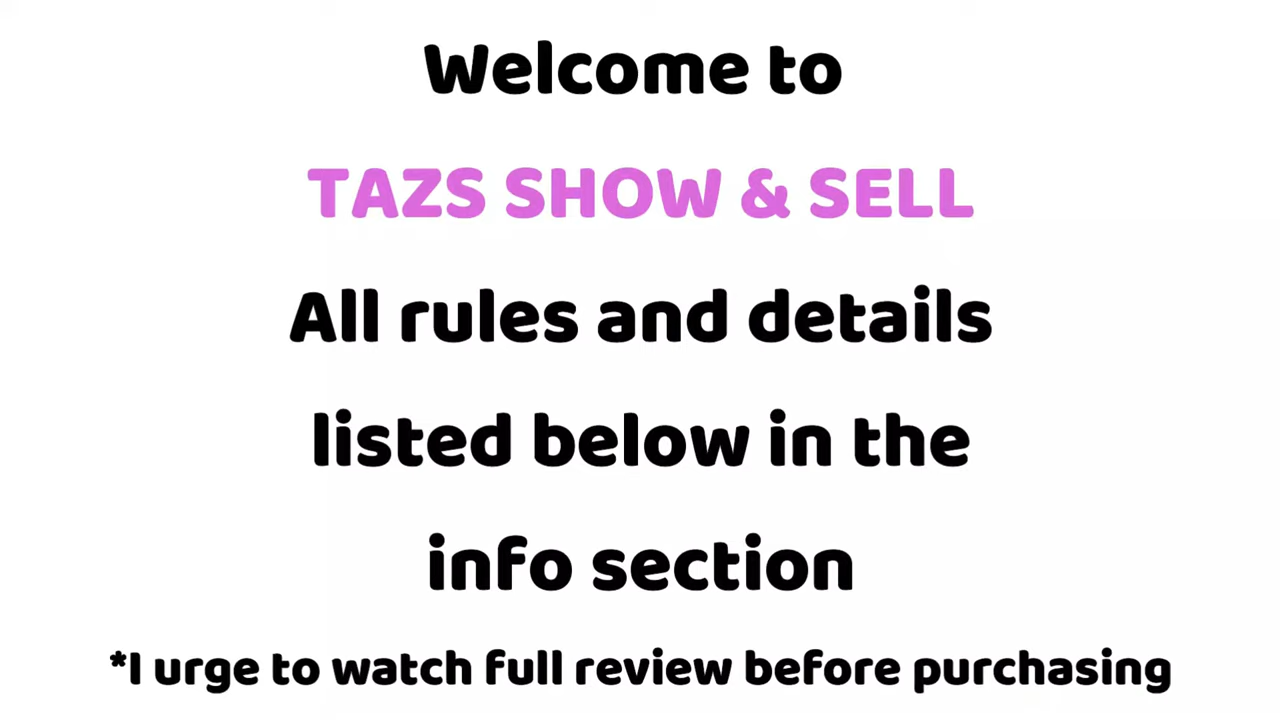 Welcome to
TAZS SHOW & SELL
All rules and details
listed below in the
info section
*I urge to watch full review before purchasing